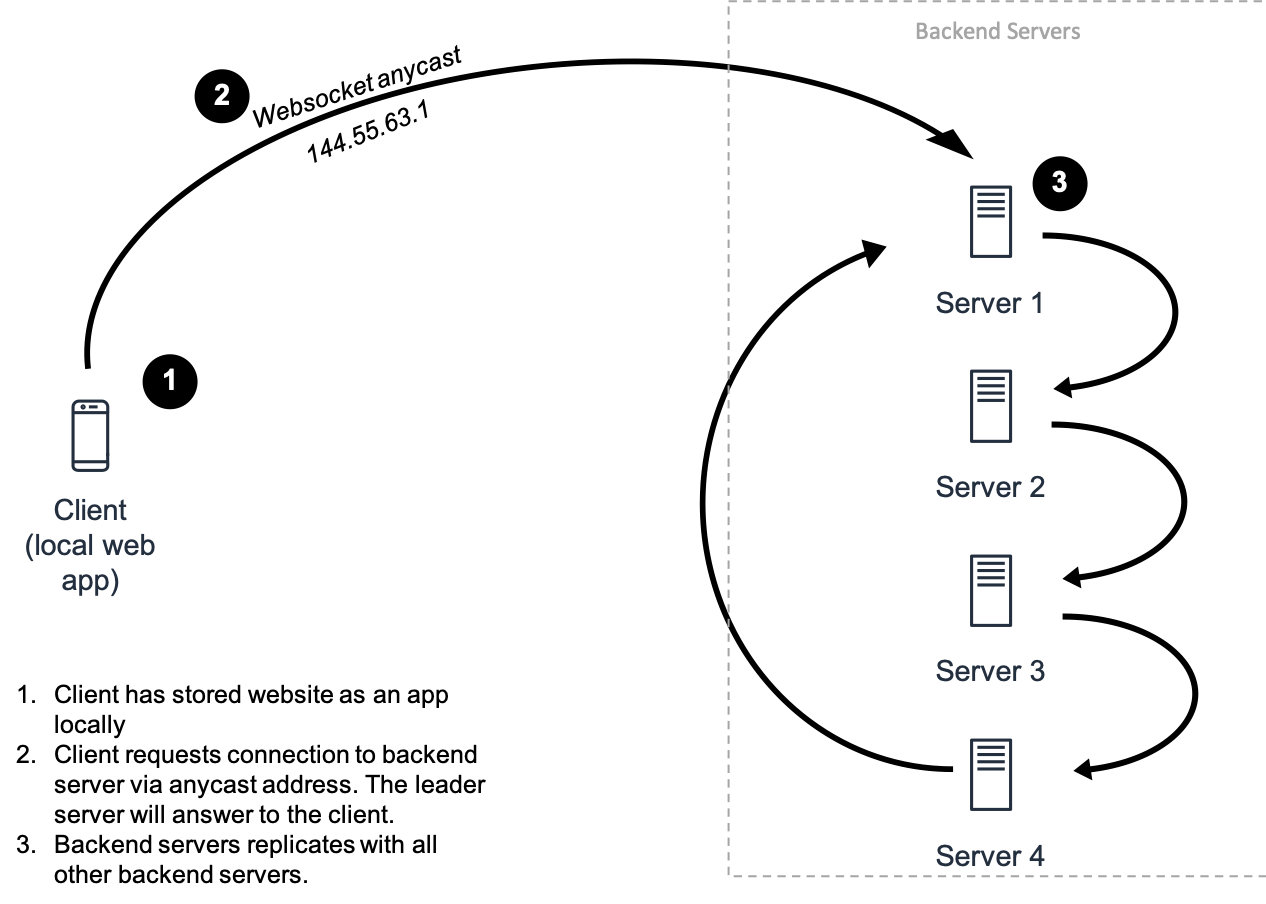 Backend Servers
2
Websocket anycast
144.55.63.1
3
Server 1
1
Server 2
Client
(local web
app)
Server 3
Server 4
1. Client has stored website as an app
locally
2. Client requests connection to backend
server via anycast address. The leader
server will answer to the client.
3. Backend servers replicates with all
other backend servers.